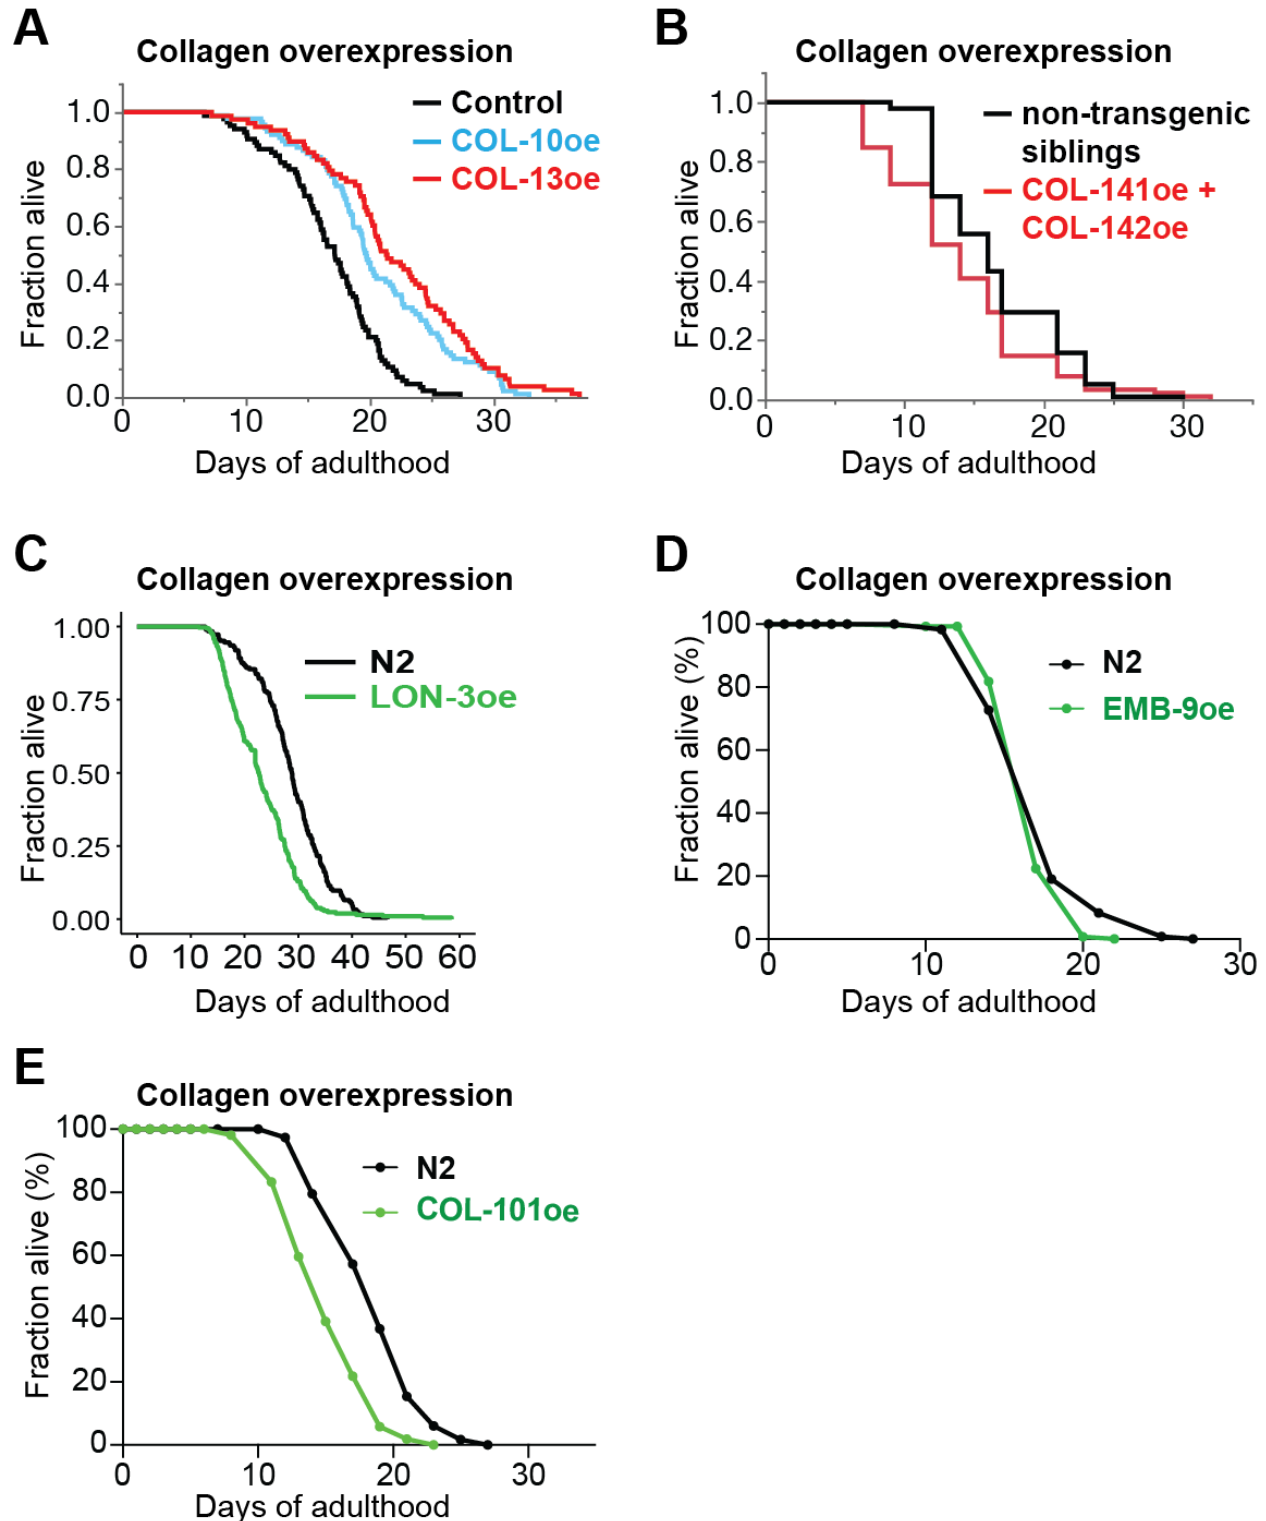 A
Collagen overexpression
Control
COL-10oe
COL-13oe
Fraction alive
1.0
0.8
0.6
0.4
0.2
0.0
0 10 20 30
Days of adulthood
B
Collagen overexpression
non-transgenic
siblings
COL-141oe +
COL-142oe
Fraction alive
1.0
0.8
0.6
0.4
0.2
0.0
0 10 20 30
Days of adulthood
C
Collagen overexpression
N2
LON-3oe
Fraction alive
1.00
0.75
0.50
0.25
0.00
0 10 20 30 40 50 60
Days of adulthood
D
Collagen overexpression
N2
EMB-9oe
Fraction alive (%)
100
80
60
40
20
0
0 10 20 30
Days of adulthood
E
Collagen overexpression
N2
COL-101oe
Fraction alive (%)
100
80
60
40
20
0
0 10 20 30
Days of adulthood